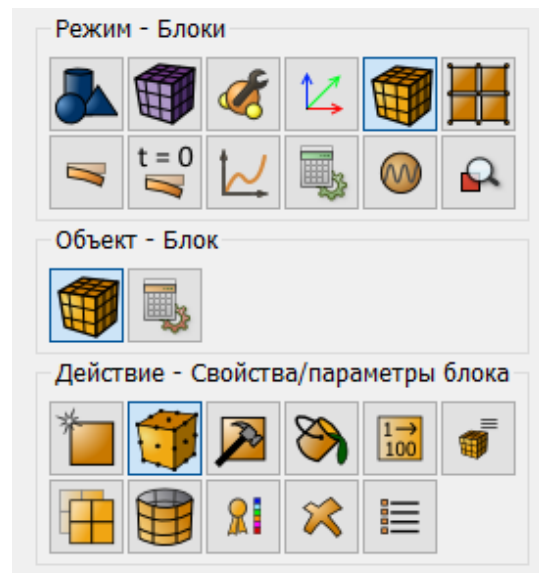 Режим - Блоки
t = 0
Объект - Блок
Действие - Свойства/параметры блока
1→
100